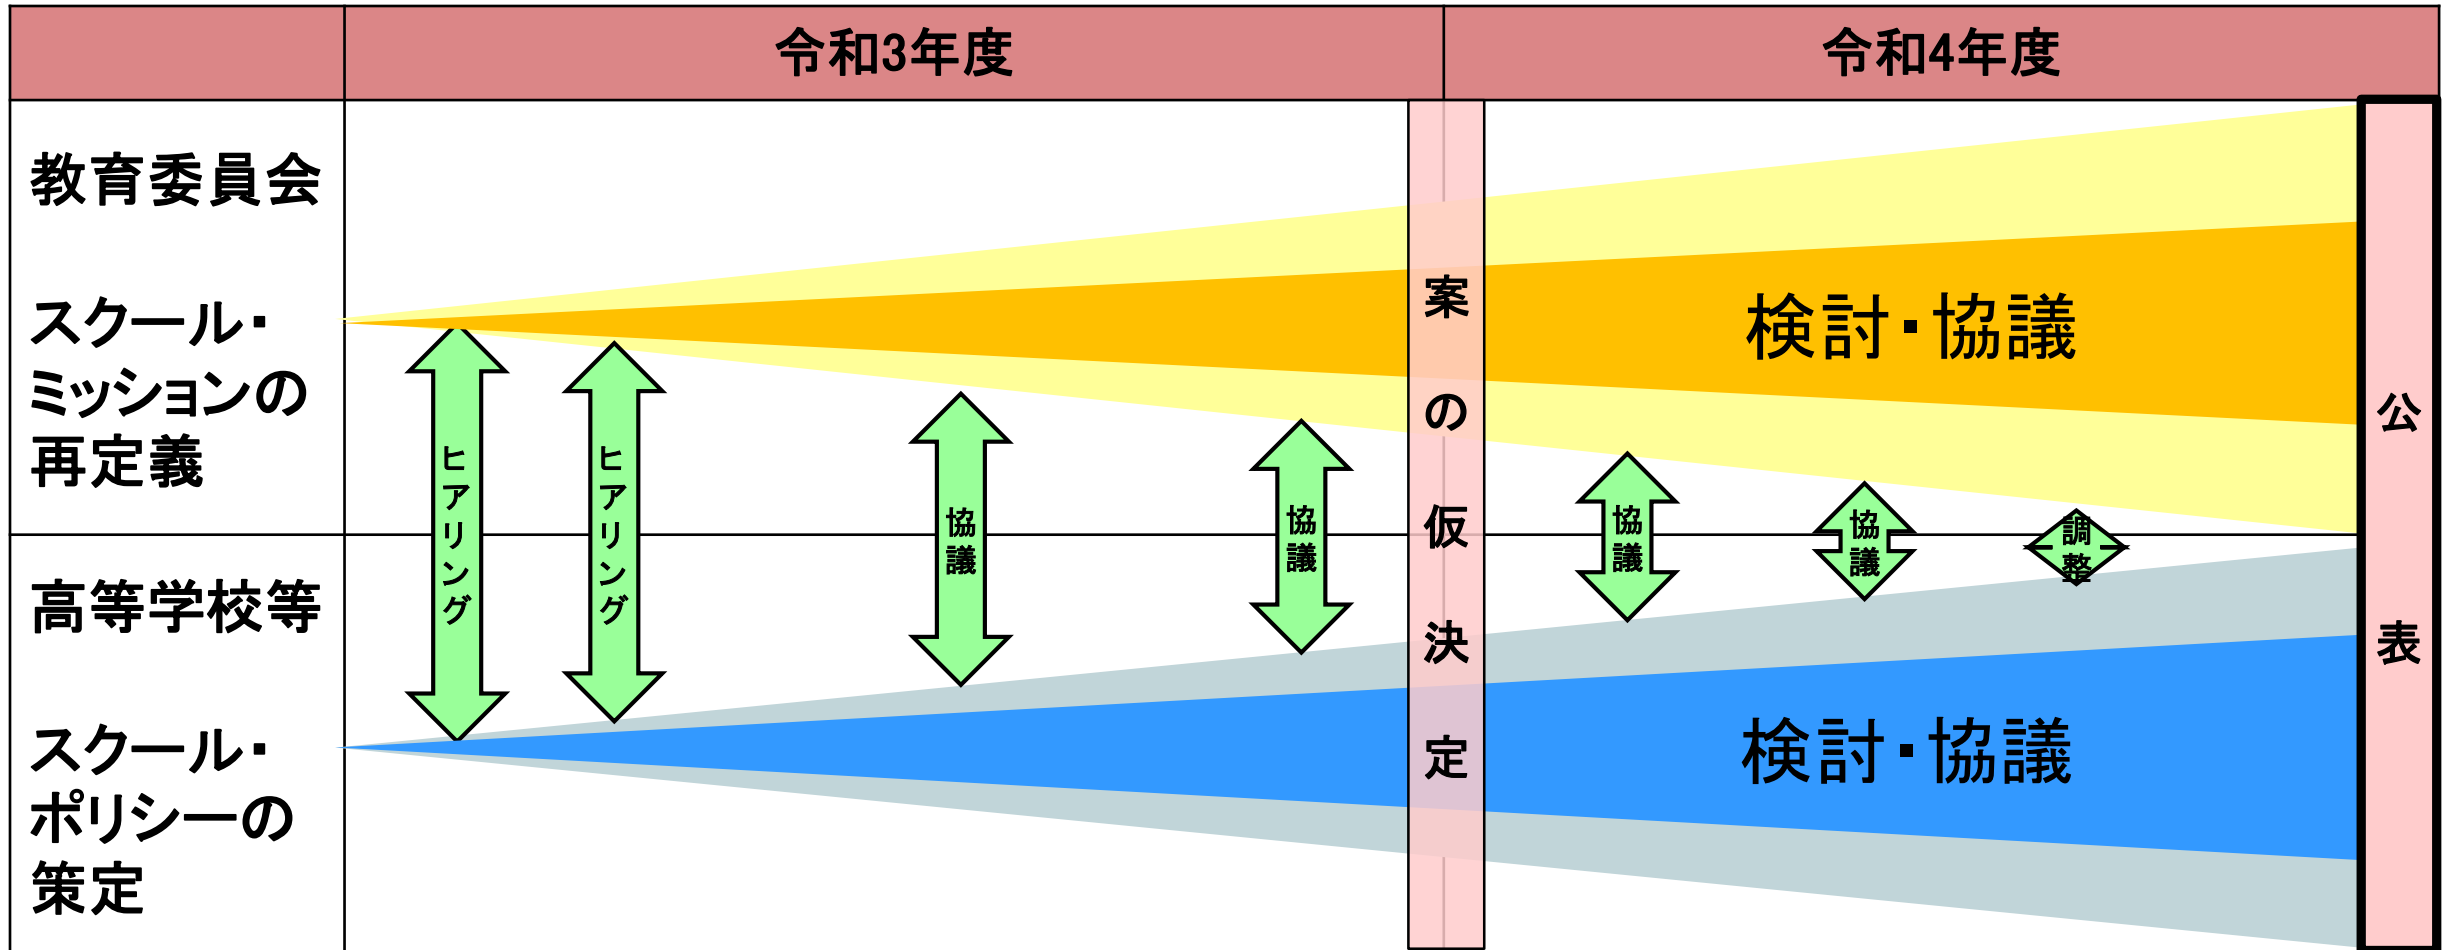 令和3年度
令和4年度
教育委員会
スクール・
ミッションの
再定義
ヒアリング
ヒアリング
協議
協議
案の仮決定
協議
協議
調整
検討・協議
公表
高等学校等
スクール・
ポリシーの
策定
検討・協議